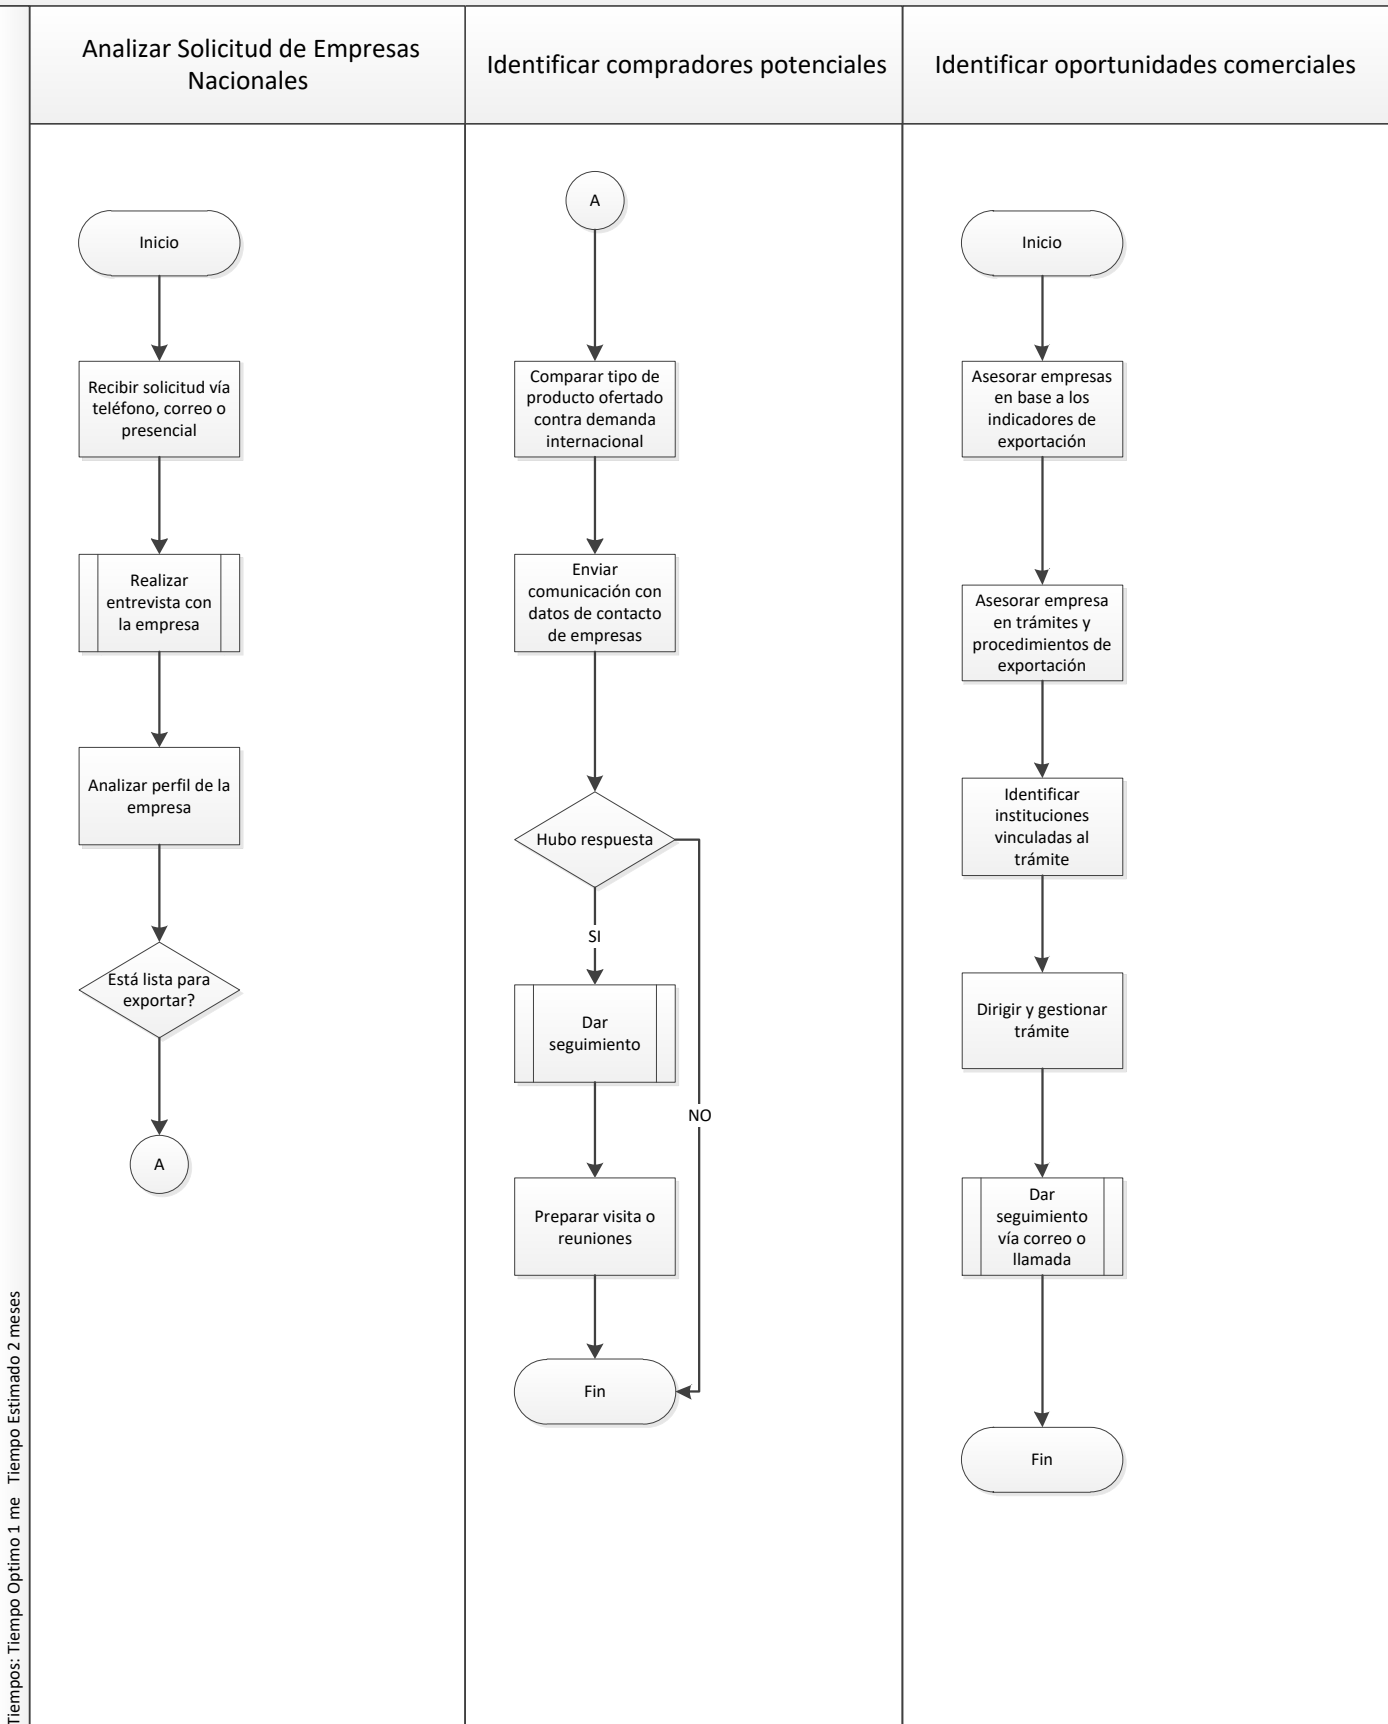 Analizar Solicitud de Empresas
Nacionales
Identificar compradores potenciales
Identificar oportunidades comerciales
Inicio
Recibir solicitud vía
teléfono, correo o
presencial
Realizar
entrevista con
la empresa
Analizar perfil de la
empresa
Está lista para
exportar?
A
A
Comparar tipo de
producto ofertado
contra demanda
internacional
Enviar
comunicación con
datos de contacto
de empresas
Hubo respuesta
SI
NO
Dar
seguimiento
Preparar visita o
reuniones
Fin
Inicio
Asesorar empresas
en base a los
indicadores de
exportación
Asesorar empresa
en trámites y
procedimientos de
exportación
Identificar
instituciones
vinculadas al
trámite
Dirigir y gestionar
trámite
Dar
seguimiento
vía correo o
llamada
Fin
Tiempos: Tiempo Optimo 1 me Tiempo Estimado 2 meses